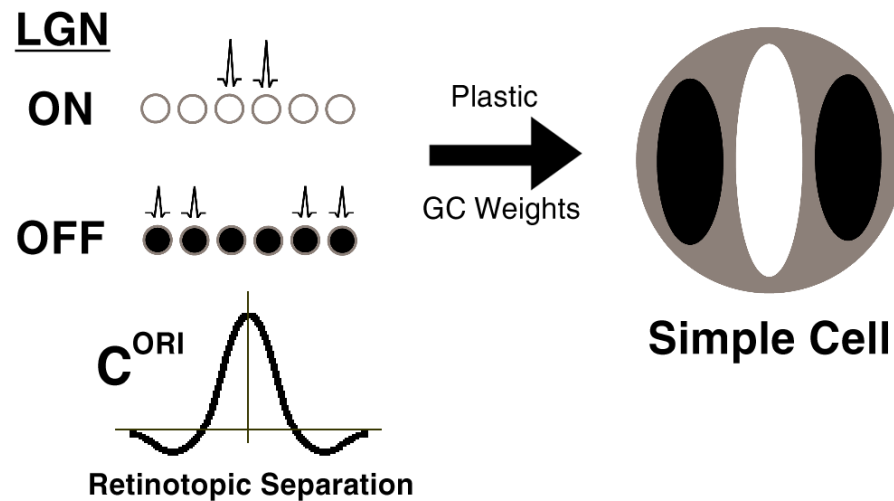 LGN
ON
OFF
Plastic
GC Weights
C^ORI
Retinotopic Separation
Simple Cell